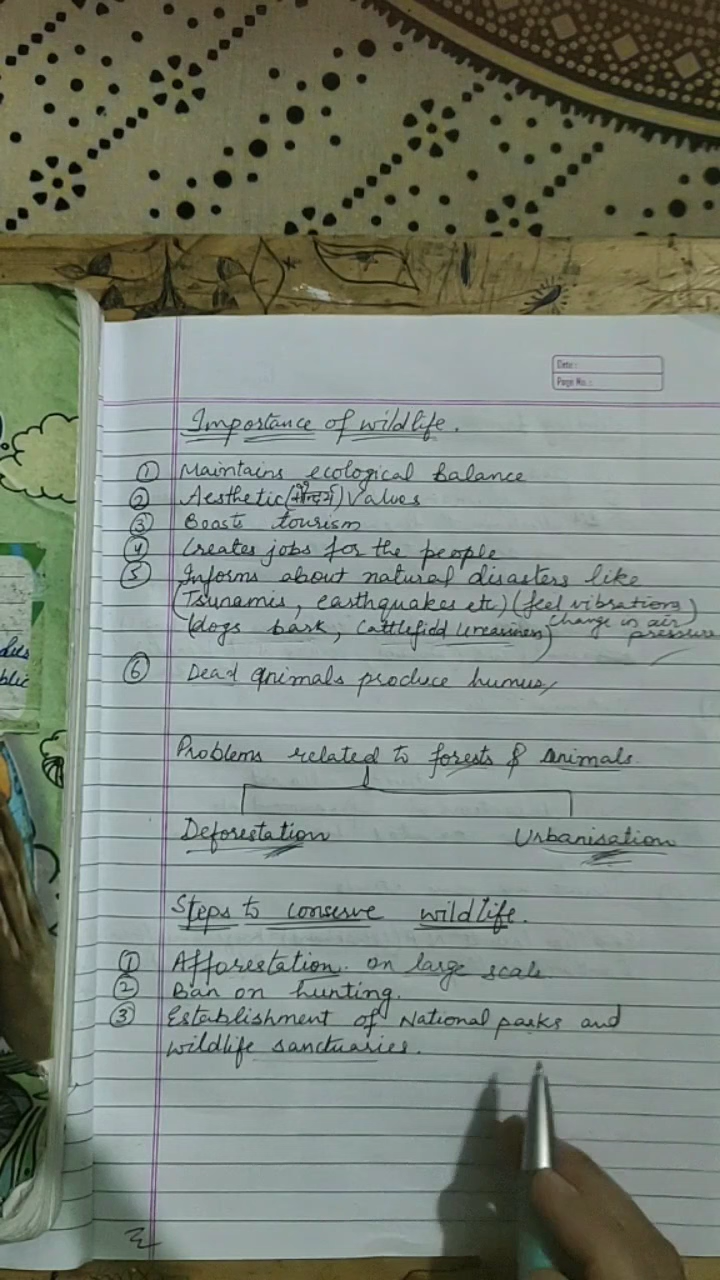 Date :
Page No. :
Importance of wildlife.
① Maintains ecological balance
② Aesthetic (सौन्दर्य) Values
③ Boosts tourism
④ Creates jobs for the people
⑤ Informs about natural disasters like
(Tsunamis, earthquakes etc) (feel vibrations)
(dogs bark, cattlefield uneasiness) change in air pressure
⑥ Dead animals produce humus
Problems related to forests & animals.
Deforestation Urbanisation
Steps to conserve wildlife.
① Afforestation on large scale
② Ban on hunting.
③ Establishment of National parks and
wildlife sanctuaries.